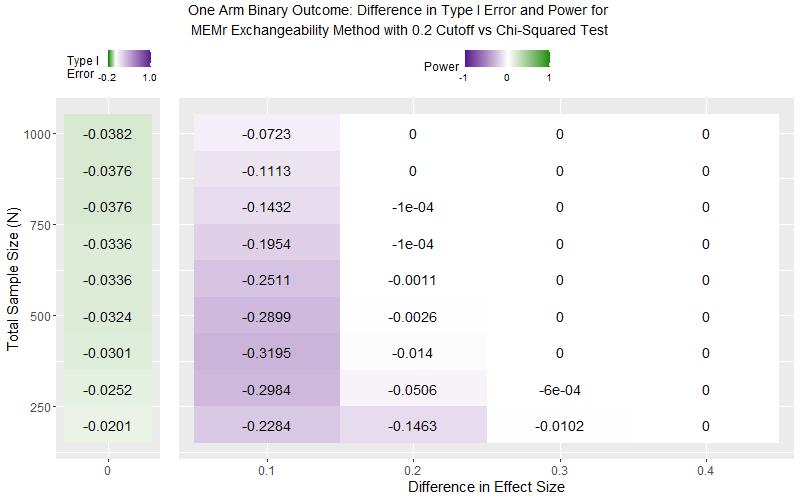 One Arm Binary Outcome: Difference in Type I Error and Power for
MEMr Exchangeability Method with 0.2 Cutoff vs Chi-Squared Test
Type I
Error -0.2 1.0
Power -1 0 1
1000 -0.0382 -0.0723 0 0 0
-0.0376 -0.1113 0 0 0
-0.0376 -0.1432 -1e-04 0 0
750
-0.0336 -0.1954 -1e-04 0 0
-0.0336 -0.2511 -0.0011 0 0
500 -0.0324 -0.2899 -0.0026 0 0
-0.0301 -0.3195 -0.014 0 0
-0.0252 -0.2984 -0.0506 -6e-04 0
250
-0.0201 -0.2284 -0.1463 -0.0102 0
0 0.1 0.2 0.3 0.4
Total Sample Size (N)
Difference in Effect Size